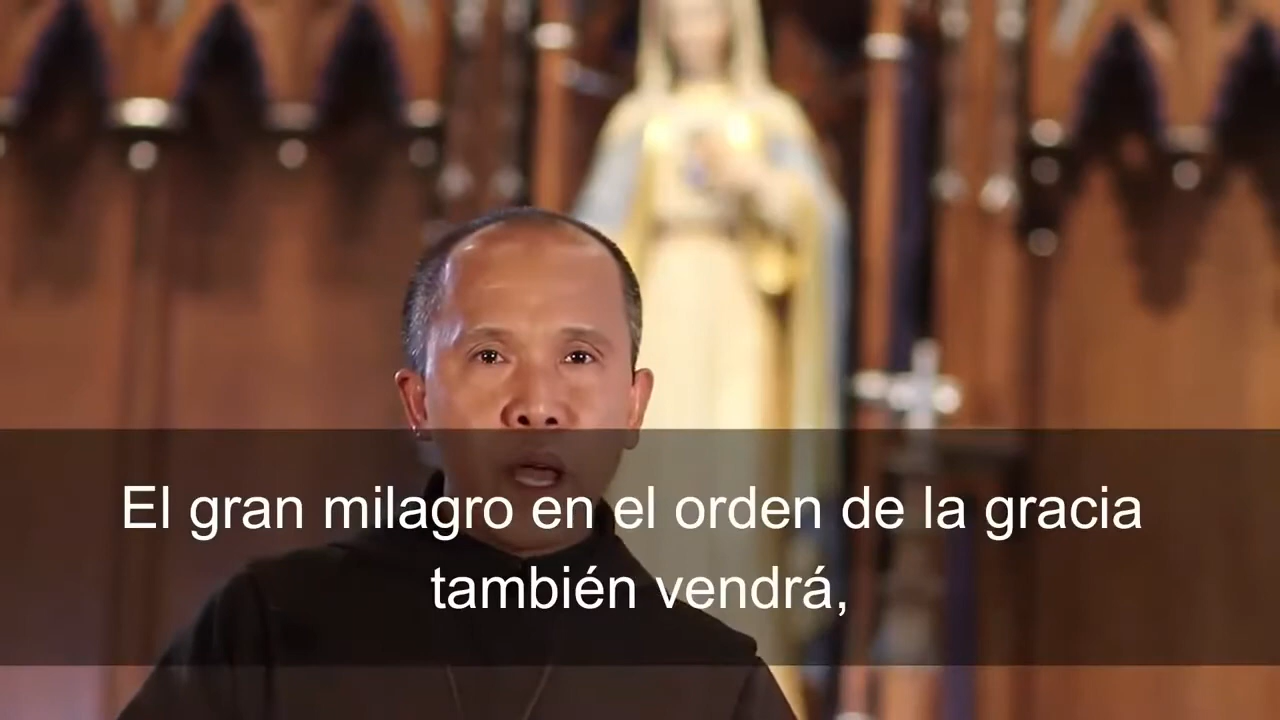 El gran milagro en el orden de la gracia
también vendrá,